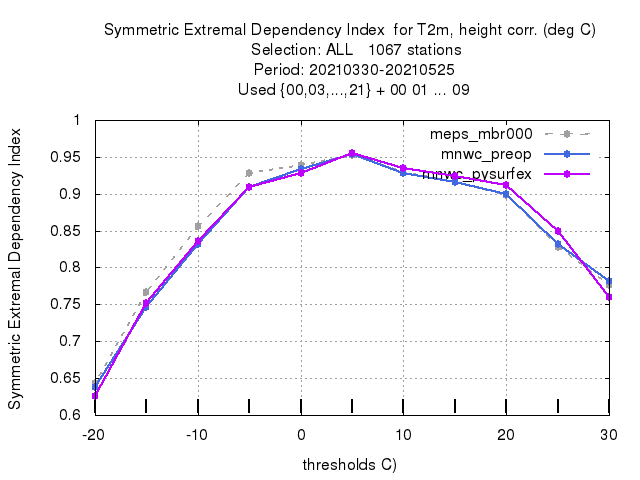 Symmetric Extremal Dependency Index  for T2m, height corr. (deg C)
Selection: ALL   1067 stations
Period: 20210330-20210525
Used {00,03,...,21} + 00 01 ... 09
Symmetric Extremal Dependency Index
1
0.95
0.9
0.85
0.8
0.75
0.7
0.65
0.6
meps_mbr000
mnwc_preop
mnwc_pysurfex
-20
-10
0
10
20
30
thresholds C)